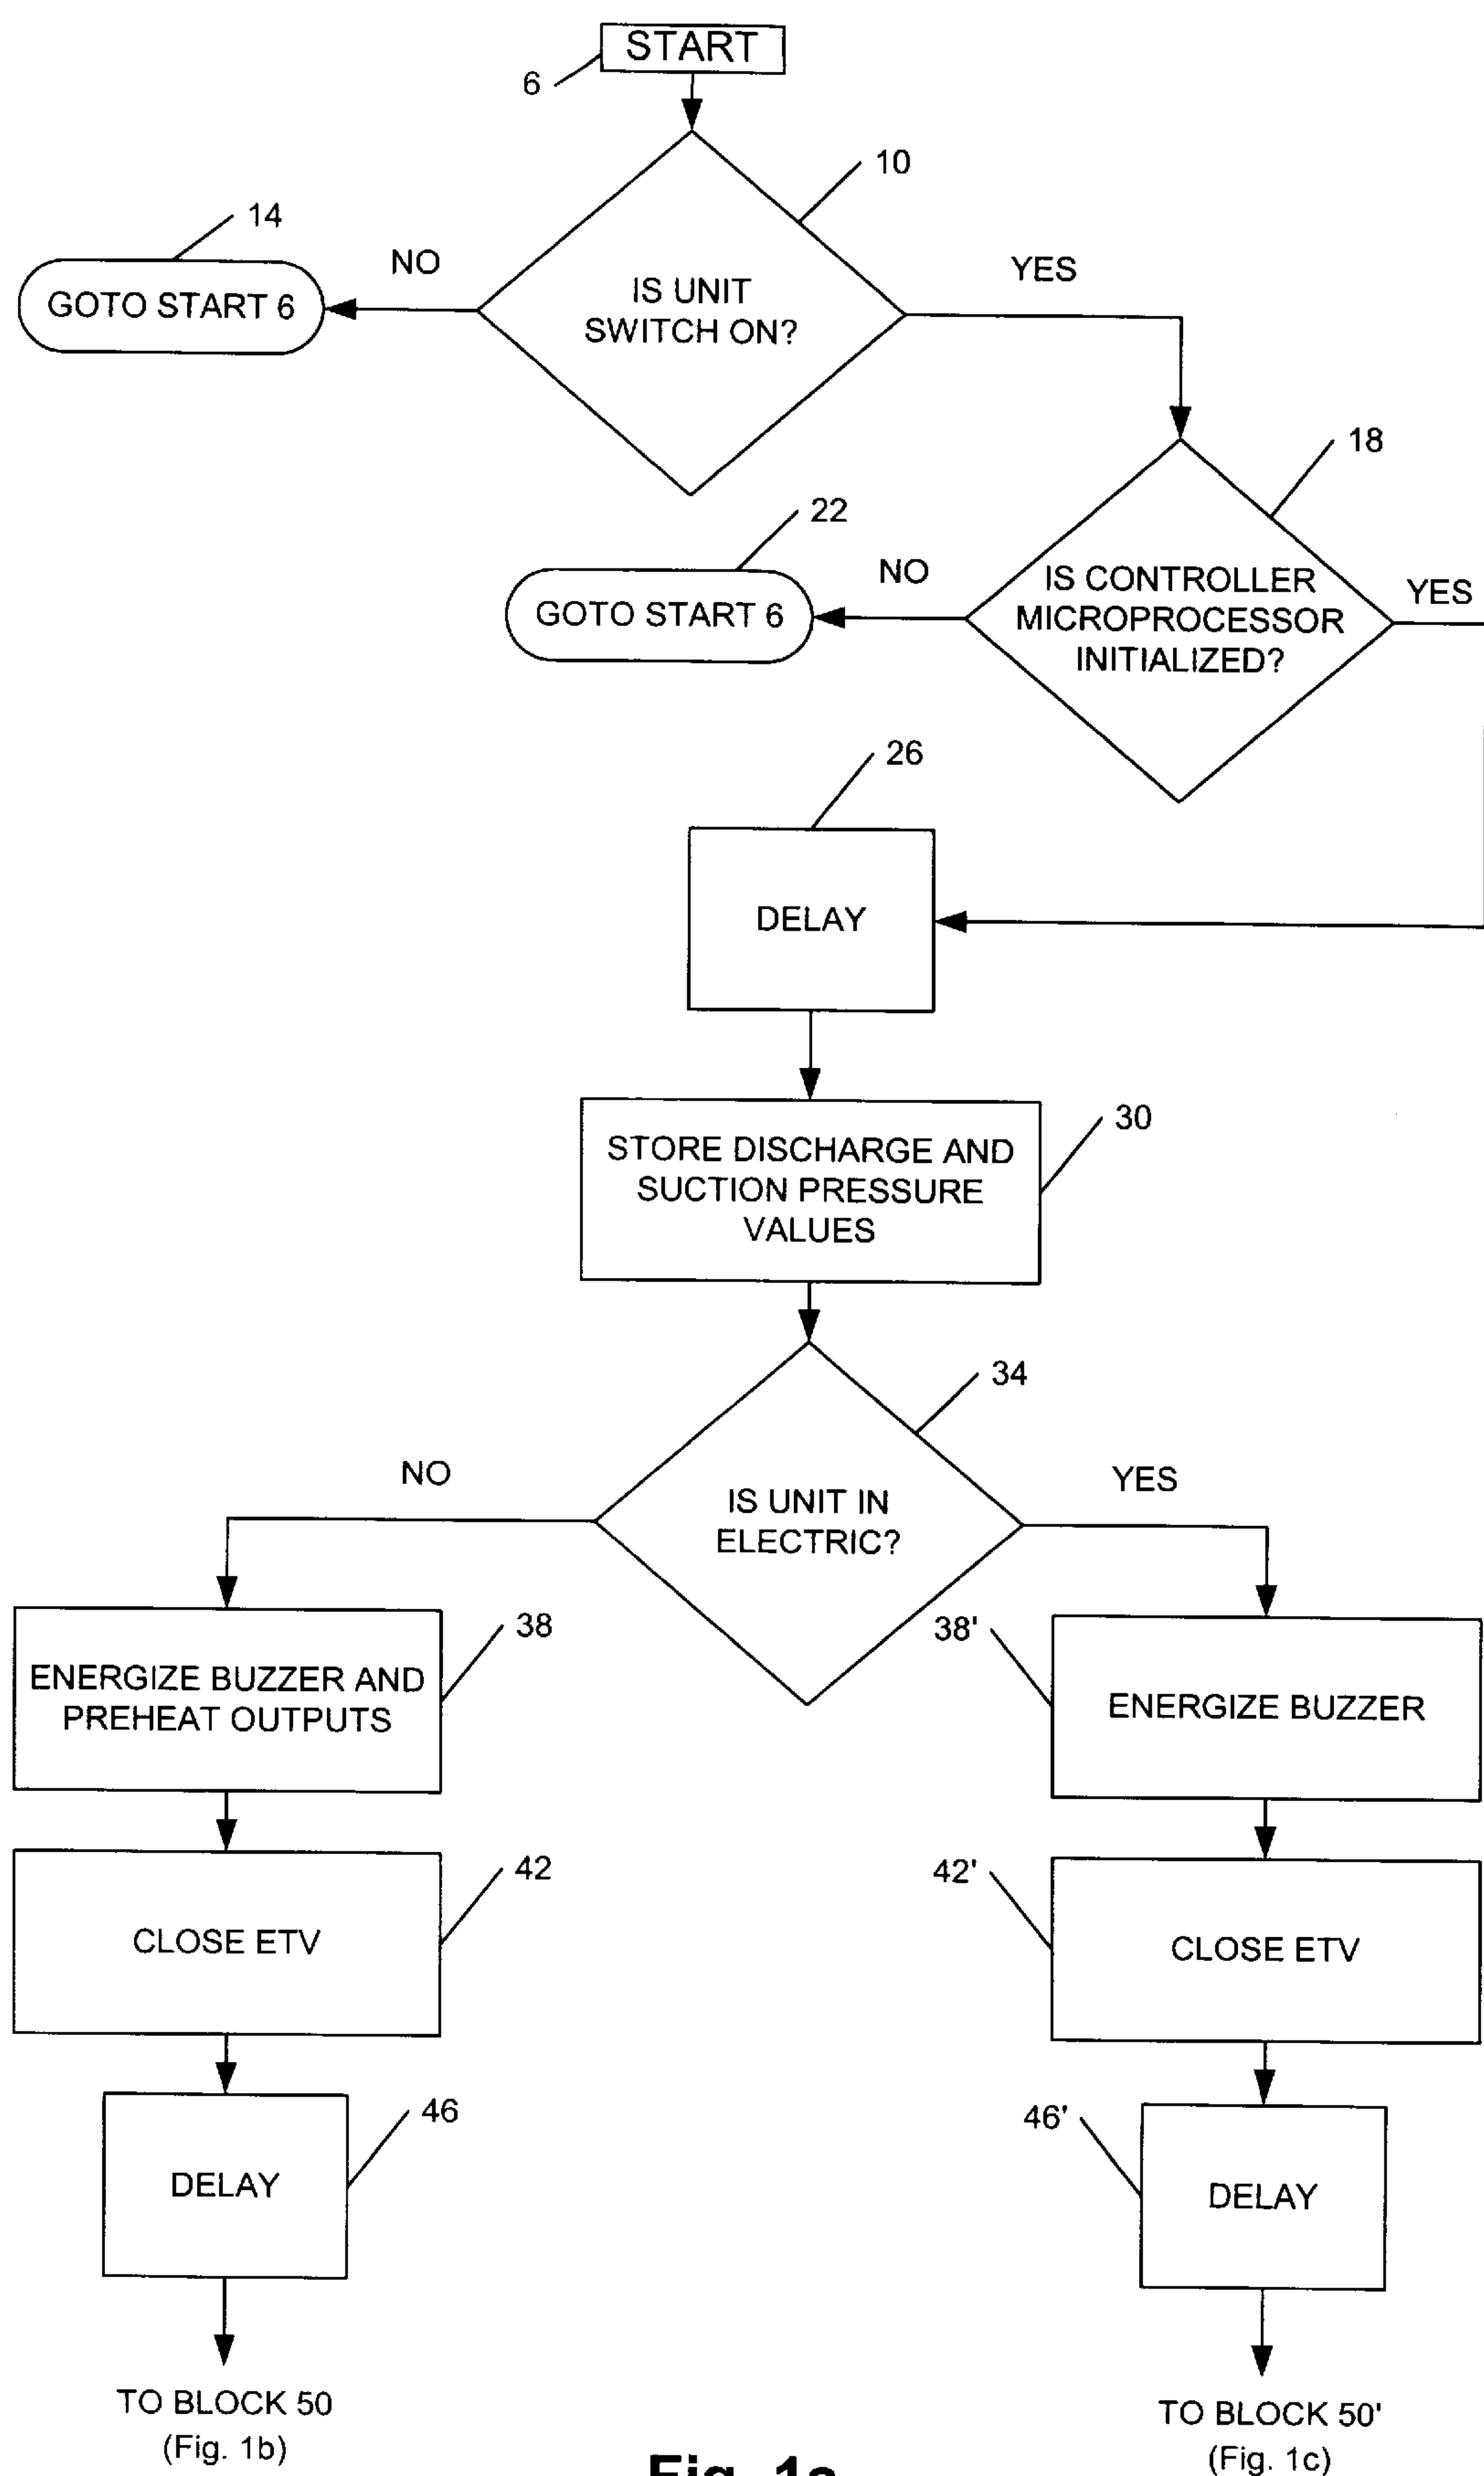 START
6
10
14
NO
YES
GOTO START 6
IS UNIT
SWITCH ON?
18
22
NO
IS CONTROLLER
MICROPROCESSOR
INITIALIZED?
YES
GOTO START 6
26
DELAY
30
STORE DISCHARGE AND
SUCTION PRESSURE
VALUES
34
NO
YES
IS UNIT IN
ELECTRIC?
38
38'
ENERGIZE BUZZER AND
PREHEAT OUTPUTS
ENERGIZE BUZZER
42
42'
CLOSE ETV
CLOSE ETV
46
46'
DELAY
DELAY
TO BLOCK 50
(Fig. 1b)
TO BLOCK 50'
(Fig. 1c)
Fig. 1a